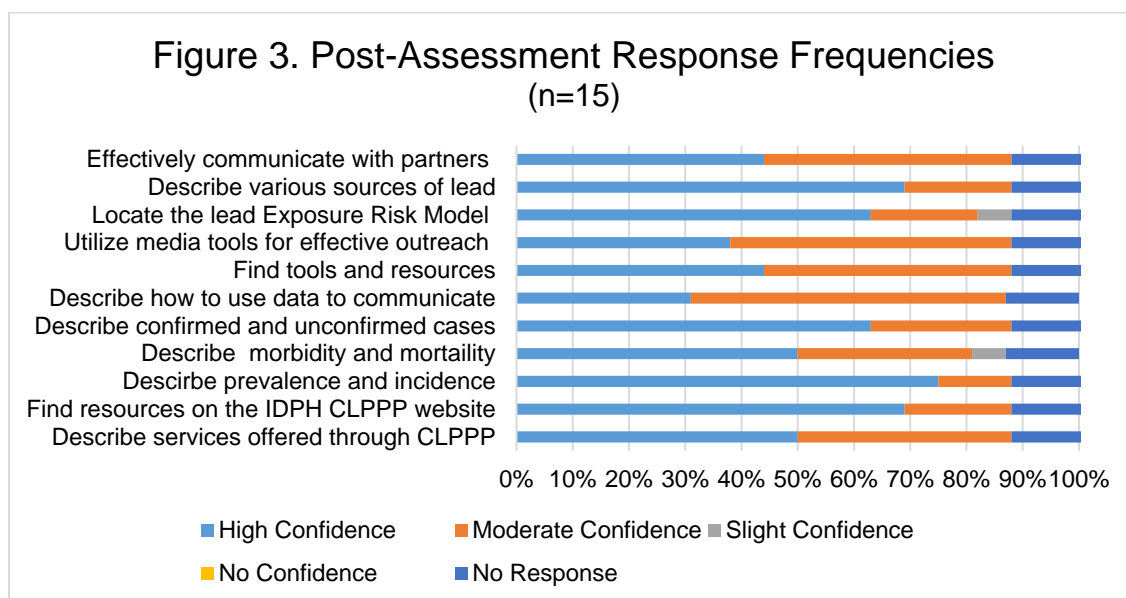 Figure 3. Post-Assessment Response Frequencies
(n=15)
Effectively communicate with partners
Describe various sources of lead
Locate the lead Exposure Risk Model
Utilize media tools for effective outreach
Find tools and resources
Describe how to use data to communicate
Describe confirmed and unconfirmed cases
Describe  morbidity and mortaility
Descirbe prevalence and incidence
Find resources on the IDPH CLPPP website
Describe services offered through CLPPP
0% 10% 20% 30% 40% 50% 60% 70% 80% 90% 100%
High Confidence Moderate Confidence Slight Confidence
No Confidence No Response